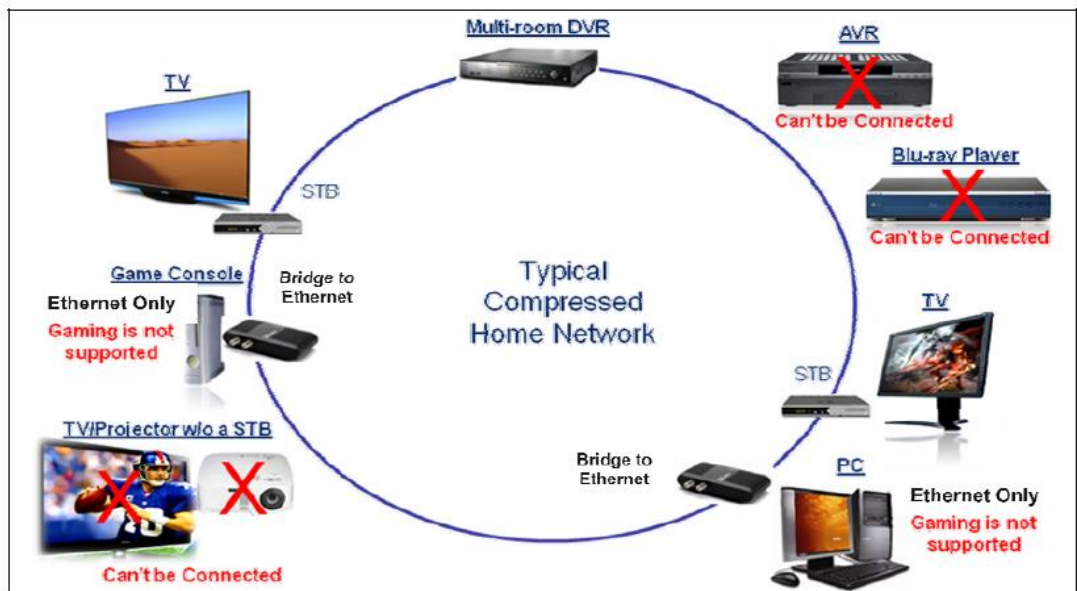 Multi-room DVR
AVR
Can't be Connected
TV
STB
Blu-ray Player
Can't be Connected
Game Console
Ethernet Only
Gaming is not
supported
Bridge to
Ethernet
Typical
Compressed
Home Network
TV
STB
TV/Projector w/o a STB
Can't be Connected
Bridge to
Ethernet
PC
Ethernet Only
Gaming is not
supported